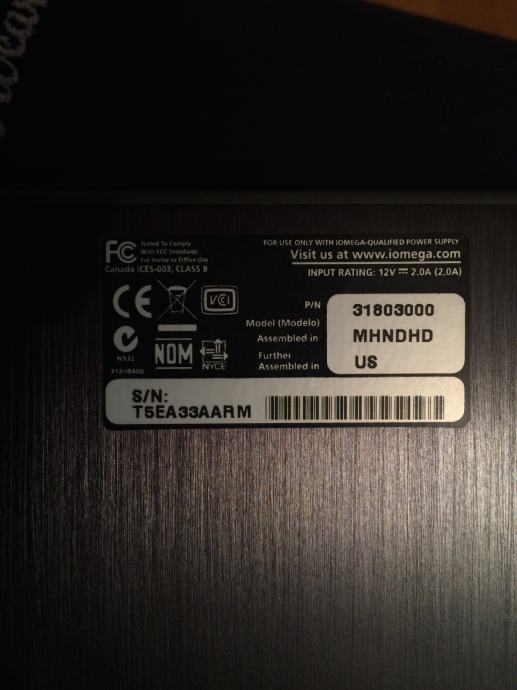 FC Tested To Comply
With FCC Standards
For Home or Office Use
Canada ICES-003, CLASS B
FOR USE ONLY WITH IOMEGA-QUALIFIED POWER SUPPLY
Visit us at www.iomega.com
INPUT RATING: 12V ⎓ 2.0A (2,0A)
CE
VCI
N532
NOM
NYCE
31808400
P/N 31803000
Model (Modelo)
Assembled in MHNDHD
Further
Assembled in US
S/N:
T5EA33AARM